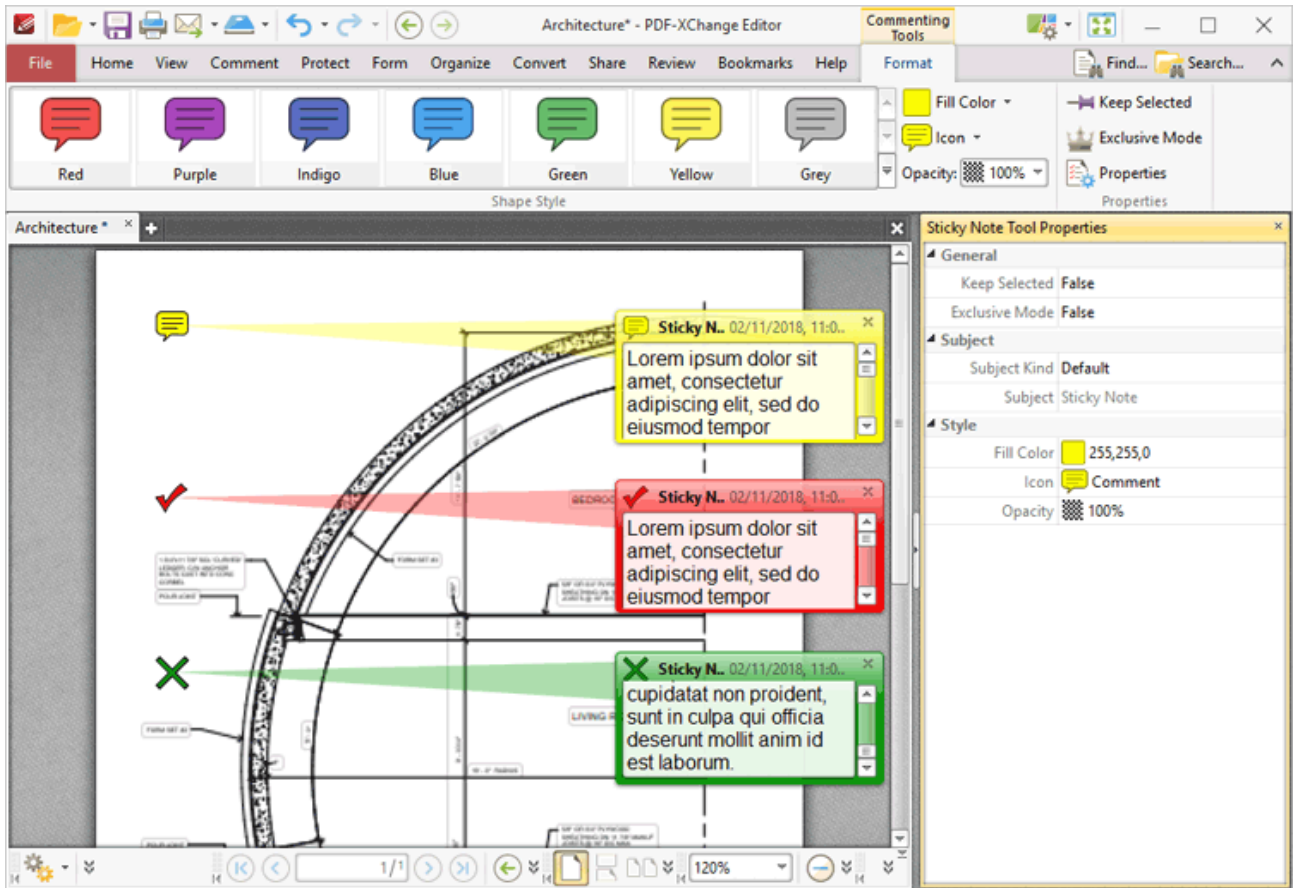 Architecture* - PDF-XChange Editor
Commenting
Tools
File Home View Comment Protect Form Organize Convert Share Review Bookmarks Help Format Find... Search...
Red Purple Indigo Blue Green Yellow Grey
Shape Style
Fill Color
Icon
Opacity: 100%
Keep Selected
Exclusive Mode
Properties
Properties
Architecture *
Sticky N.. 02/11/2018, 11:0..
Lorem ipsum dolor sit
amet, consectetur
adipiscing elit, sed do
eiusmod tempor
BEDROO
Sticky N.. 02/11/2018, 11:0..
Lorem ipsum dolor sit
amet, consectetur
adipiscing elit, sed do
eiusmod tempor
Sticky N.. 02/11/2018, 11:0..
cupidatat non proident,
sunt in culpa qui officia
deserunt mollit anim id
est laborum.
LIVING R
Sticky Note Tool Properties
General
Keep Selected False
Exclusive Mode False
Subject
Subject Kind Default
Subject Sticky Note
Style
Fill Color 255,255,0
Icon Comment
Opacity 100%
1/1
120%